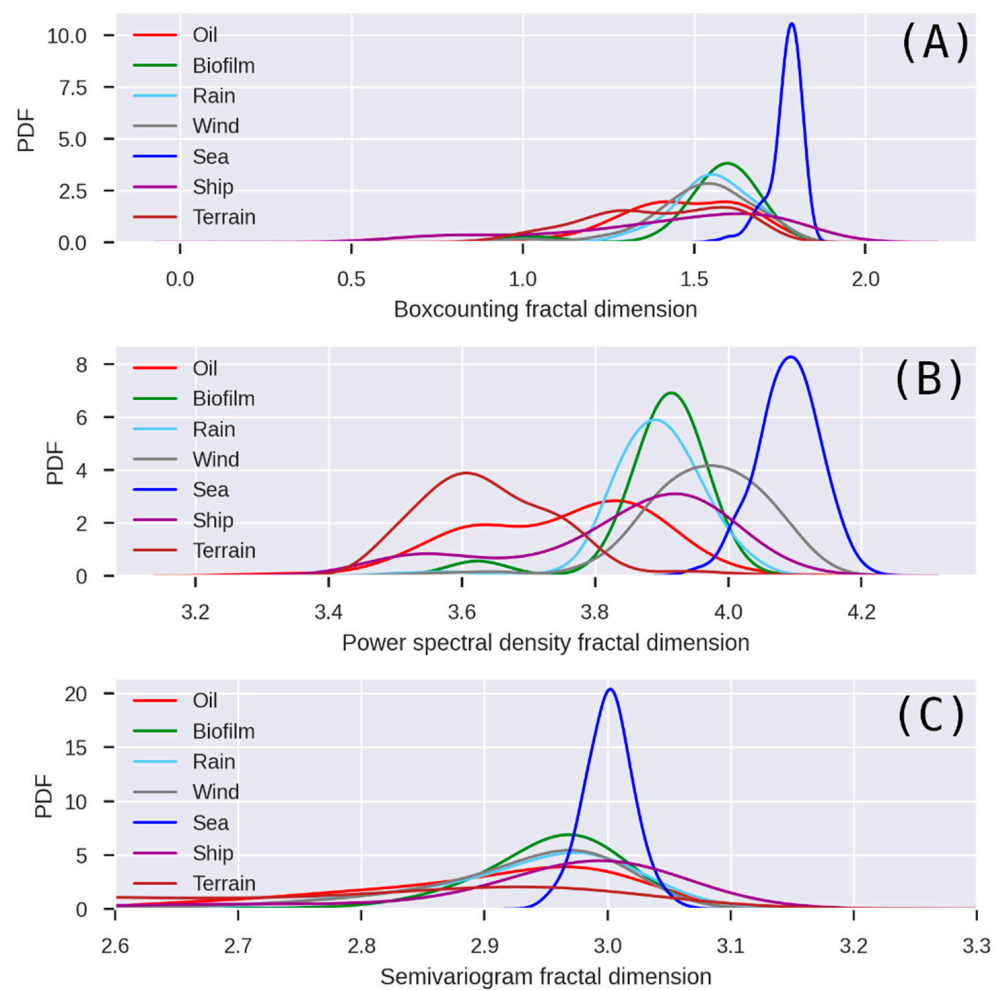 (A)
10.0
7.5
5.0
2.5
0.0
PDF
Oil
Biofilm
Rain
Wind
Sea
Ship
Terrain
0.0 0.5 1.0 1.5 2.0
Boxcounting fractal dimension
(B)
8
6
4
2
0
PDF
Oil
Biofilm
Rain
Wind
Sea
Ship
Terrain
3.2 3.4 3.6 3.8 4.0 4.2
Power spectral density fractal dimension
(C)
20
15
10
5
0
PDF
Oil
Biofilm
Rain
Wind
Sea
Ship
Terrain
2.6 2.7 2.8 2.9 3.0 3.1 3.2 3.3
Semivariogram fractal dimension